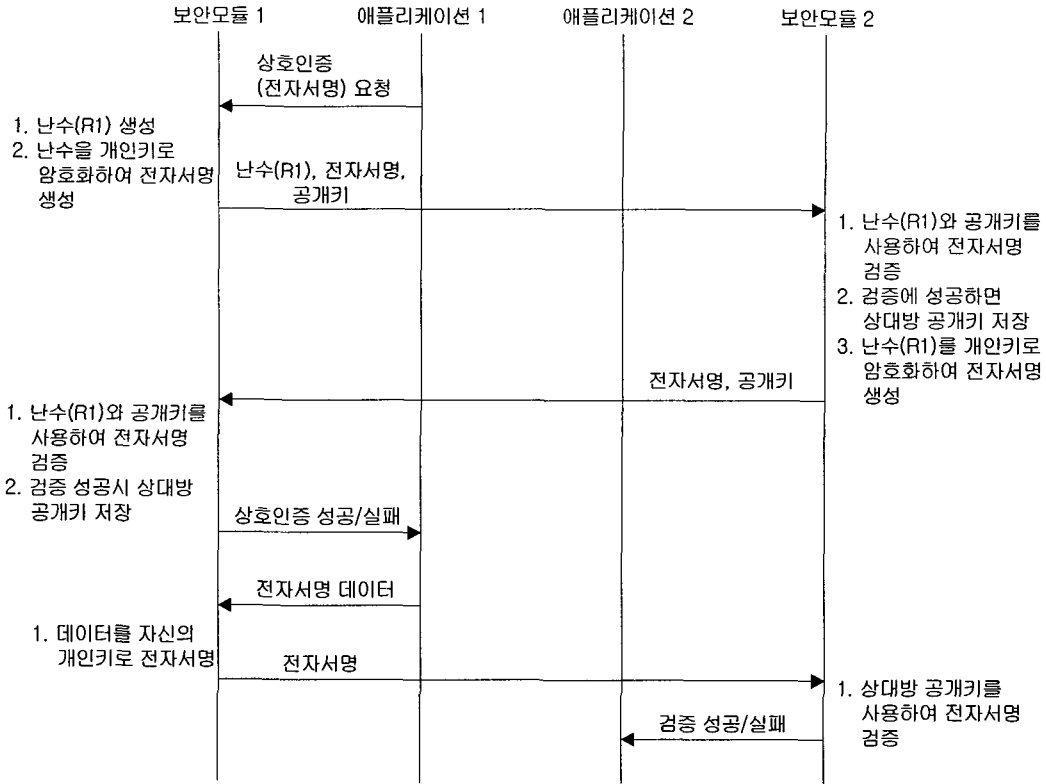 보안모듈 1
애플리케이션 1
애플리케이션 2
보안모듈 2
상호인증
(전자서명) 요청
1. 난수(R1) 생성
2. 난수을 개인키로
암호화하여 전자서명
생성
난수(R1), 전자서명,
공개키
1. 난수(R1)와 공개키를
사용하여 전자서명
검증
2. 검증에 성공하면
상대방 공개키 저장
3. 난수(R1)를 개인키로
암호화하여 전자서명
생성
전자서명, 공개키
1. 난수(R1)와 공개키를
사용하여 전자서명
검증
2. 검증 성공시 상대방
공개키 저장
상호인증 성공/실패
전자서명 데이터
1. 데이터를 자신의
개인키로 전자서명
전자서명
1. 상대방 공개키를
사용하여 전자서명
검증
검증 성공/실패